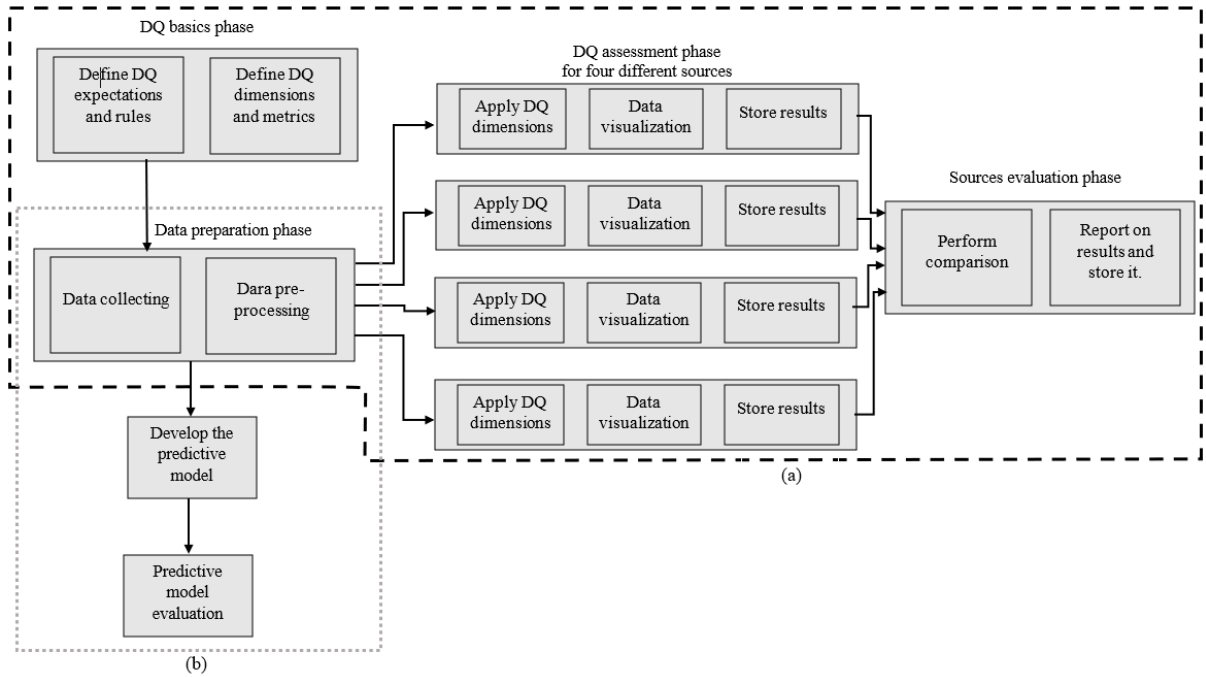 DQ basics phase
Define DQ
expectations
and rules
Define DQ
dimensions
and metrics
DQ assessment phase
for four different sources
Apply DQ
dimensions
Data
visualization
Store results
Apply DQ
dimensions
Data
visualization
Store results
Apply DQ
dimensions
Data
visualization
Store results
Apply DQ
dimensions
Data
visualization
Store results
Sources evaluation phase
Perform
comparison
Report on
results and
store it.
Data preparation phase
Data collecting
Dara pre-
processing
(a)
Develop the
predictive
model
Predictive
model
evaluation
(b)